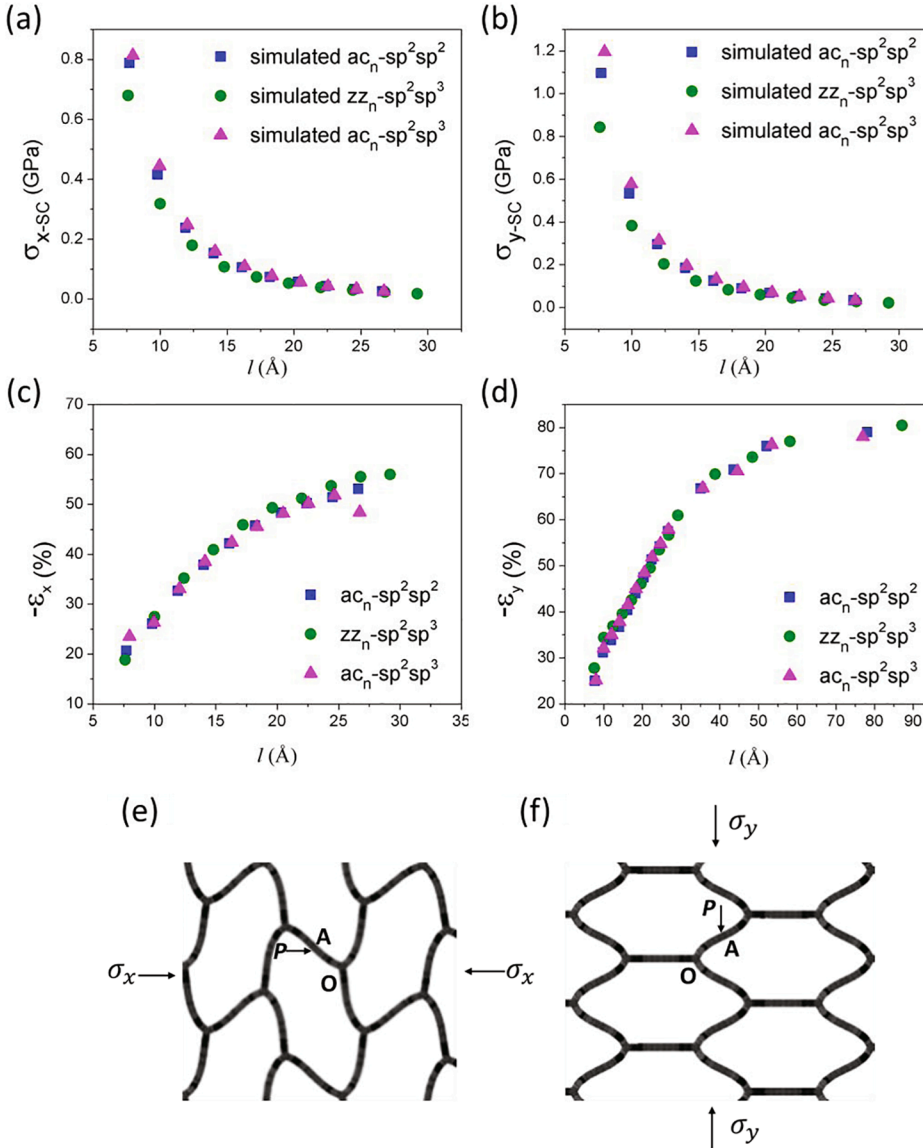 (a)
0.8
0.6
0.4
0.2
0.0
σx-SC (GPa)
simulated acn-sp²sp²
simulated zzn-sp²sp³
simulated acn-sp²sp³
5 10 15 20 25 30
l (Å)
(b)
1.2
1.0
0.8
0.6
0.4
0.2
0.0
σy-SC (GPa)
simulated acn-sp²sp²
simulated zzn-sp²sp³
simulated acn-sp²sp³
5 10 15 20 25 30
l (Å)
(c)
70
60
50
40
30
20
10
-εx (%)
acn-sp²sp²
zzn-sp²sp³
acn-sp²sp³
5 10 15 20 25 30 35
l (Å)
(d)
80
70
60
50
40
30
20
-εy (%)
acn-sp²sp²
zzn-sp²sp³
acn-sp²sp³
0 10 20 30 40 50 60 70 80 90
l (Å)
(e)
σx
P
A
O
σx
(f)
σy
P
A
O
σy